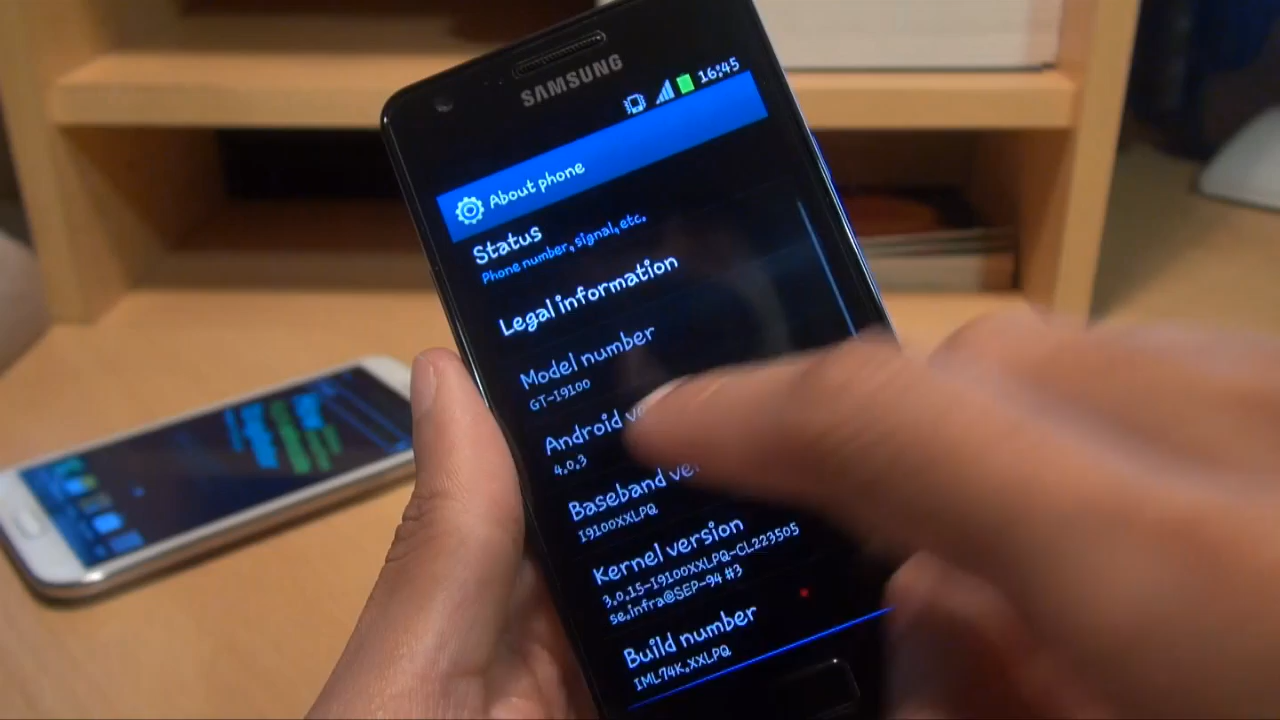 SAMSUNG
16:45
About phone
Status
Phone number, signal, etc.
Legal information
Model number
GT-I9100
Android
4.0.3
Baseband
I9100XXLPQ
Kernel version
3.0.15-I9100XXLPQ-CL223505
se.infra@SEP-94 #3
Build number
IML74K.XXLPQ